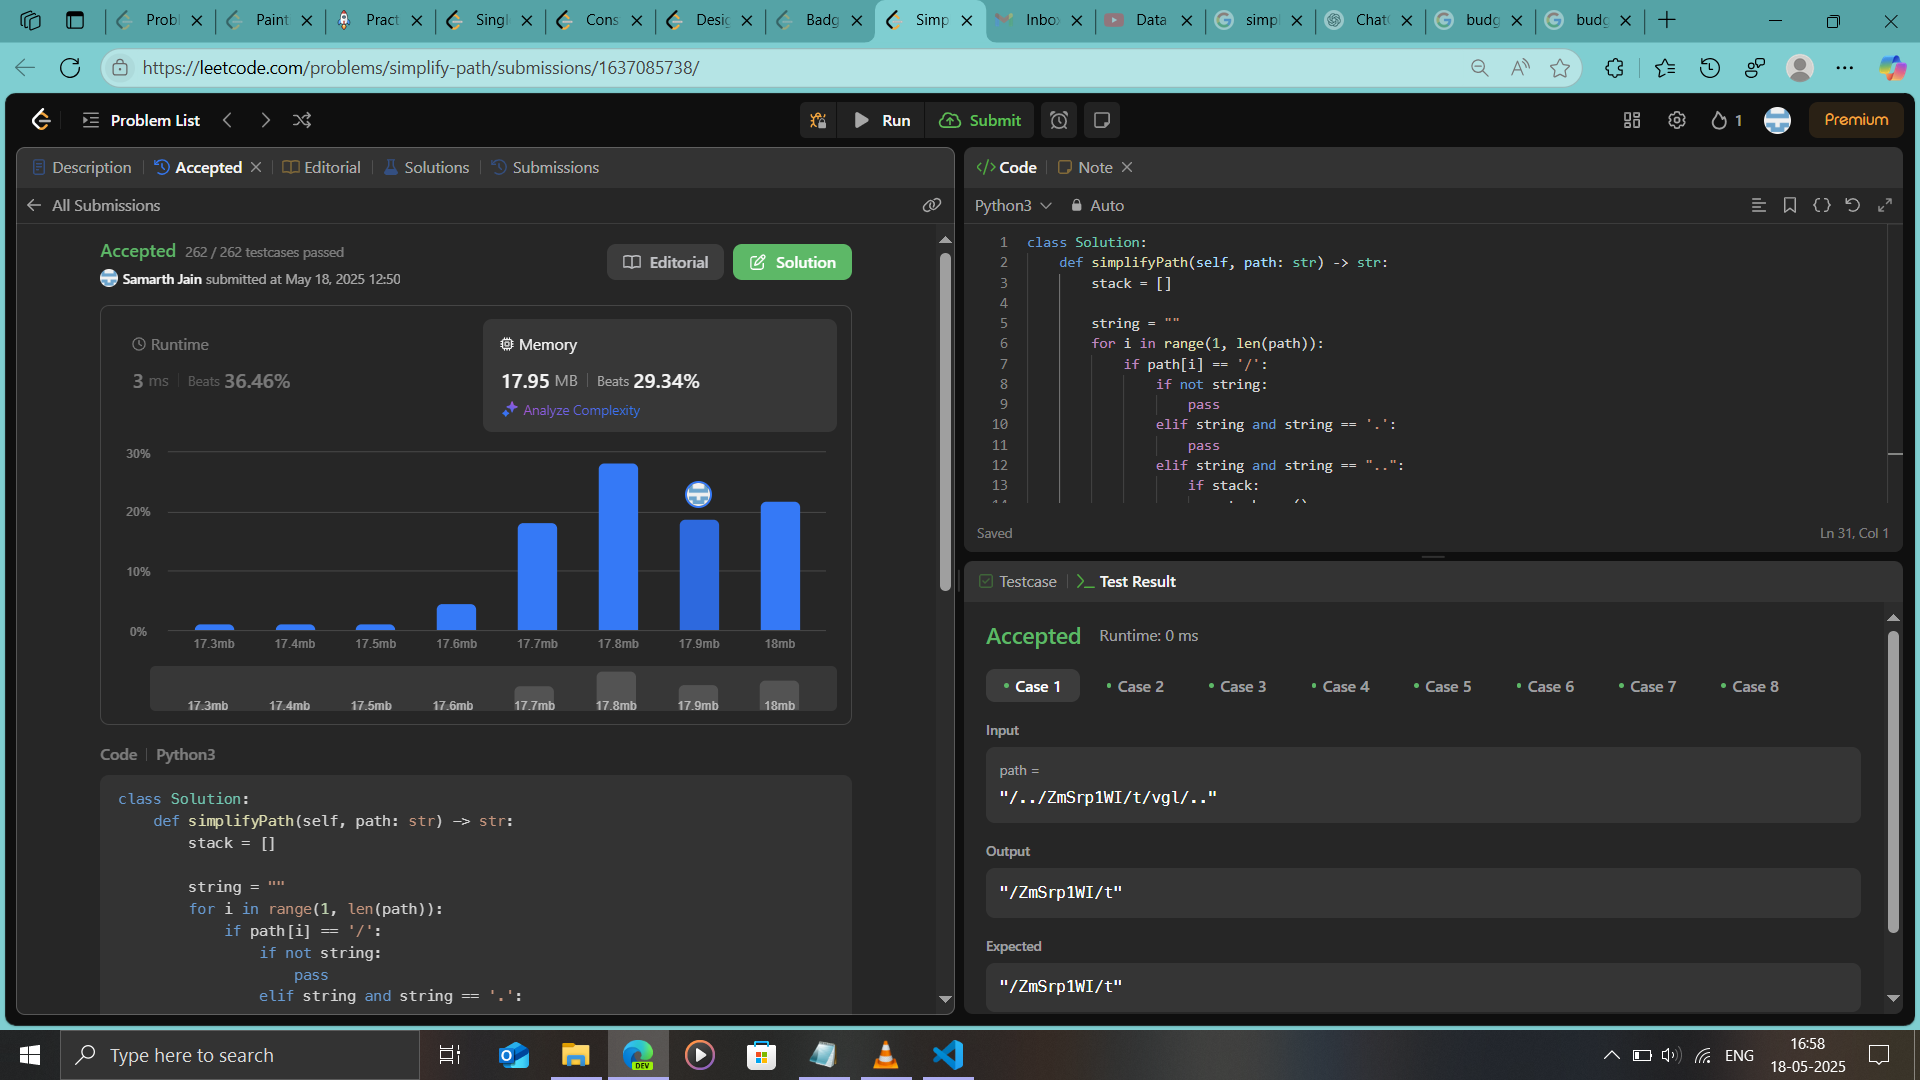 Probl
Paint
Pract
Singl
Cons
Desig
Badg
Simp
Inbox
Data
simpl
Chat
budg
budg
https://leetcode.com/problems/simplify-path/submissions/1637085738/
Problem List
Run
Submit
1
Premium
Description
Accepted
Editorial
Solutions
Submissions
All Submissions
Accepted 262 / 262 testcases passed
Samarth Jain submitted at May 18, 2025 12:50
Editorial
Solution
Runtime
3 ms Beats 36.46%
Memory
17.95 MB Beats 29.34%
Analyze Complexity
30%
20%
10%
0%
17.3mb 17.4mb 17.5mb 17.6mb 17.7mb 17.8mb 17.9mb 18mb
17.3mb 17.4mb 17.5mb 17.6mb 17.7mb 17.8mb 17.9mb 18mb
Code Python3
class Solution:
    def simplifyPath(self, path: str) -> str:
        stack = []
        string = ""
        for i in range(1, len(path)):
            if path[i] == '/':
                if not string:
                    pass
                elif string and string == '.':
Code
Note
Python3
Auto
1 class Solution:
2     def simplifyPath(self, path: str) -> str:
3         stack = []
4
5         string = ""
6         for i in range(1, len(path)):
7             if path[i] == '/':
8                 if not string:
9                     pass
10                 elif string and string == '.':
11                     pass
12                 elif string and string == "..":
13                     if stack:
Saved
Ln 31, Col 1
Testcase
Test Result
Accepted Runtime: 0 ms
Case 1 Case 2 Case 3 Case 4 Case 5 Case 6 Case 7 Case 8
Input
path =
"/../ZmSrp1WI/t/vgl/.."
Output
"/ZmSrp1WI/t"
Expected
"/ZmSrp1WI/t"
Type here to search
DEV
ENG
16:58
18-05-2025